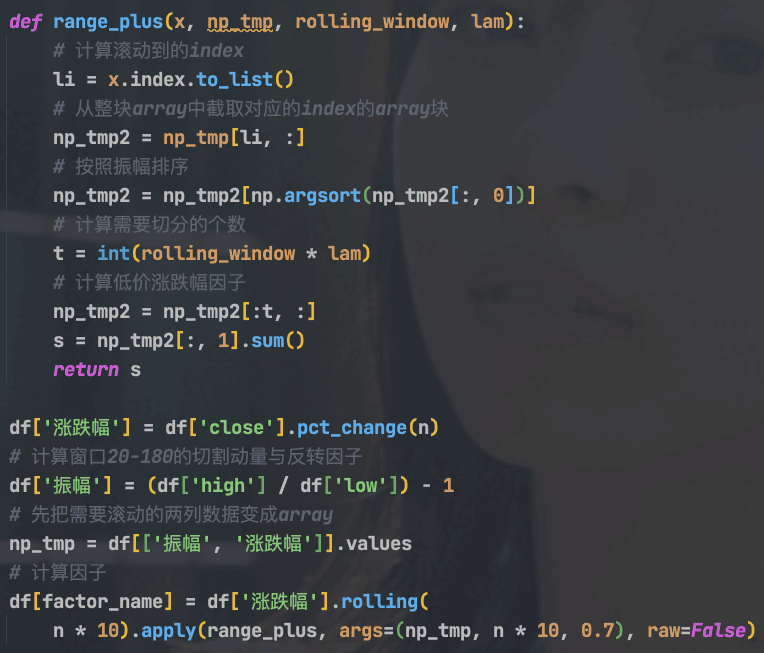 def range_plus(x, np_tmp, rolling_window, lam):
    # 计算滚动到的index
    li = x.index.to_list()
    # 从整块array中截取对应的index的array块
    np_tmp2 = np_tmp[li, :]
    # 按照振幅排序
    np_tmp2 = np_tmp2[np.argsort(np_tmp2[:, 0])]
    # 计算需要切分的个数
    t = int(rolling_window * lam)
    # 计算低价涨跌幅因子
    np_tmp2 = np_tmp2[:t, :]
    s = np_tmp2[:, 1].sum()
    return s

df['涨跌幅'] = df['close'].pct_change(n)
# 计算窗口20-180的切割动量与反转因子
df['振幅'] = (df['high'] / df['low']) - 1
# 先把需要滚动的两列数据变成array
np_tmp = df[['振幅', '涨跌幅']].values
# 计算因子
df[factor_name] = df['涨跌幅'].rolling(
    n * 10).apply(range_plus, args=(np_tmp, n * 10, 0.7), raw=False)